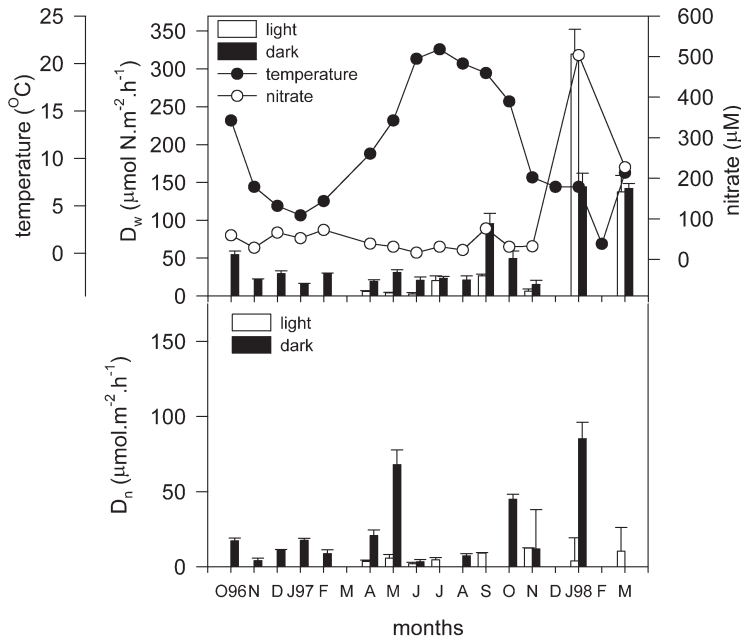 25
20
15
10
5
0
temperature (°C)
350
300
250
200
150
100
50
0
D_w (μmol N.m⁻².h⁻¹)
light
dark
temperature
nitrate
600
500
400
300
200
100
0
nitrate (μM)
150
100
50
0
D_n (μmol.m⁻².h⁻¹)
light
dark
O96 N D J97 F M A M J J A S O N D J98 F M
months